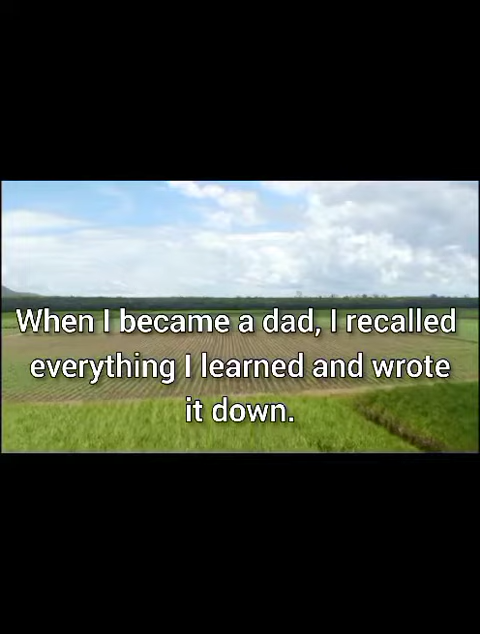 When I became a dad, I recalled
everything I learned and wrote
it down.